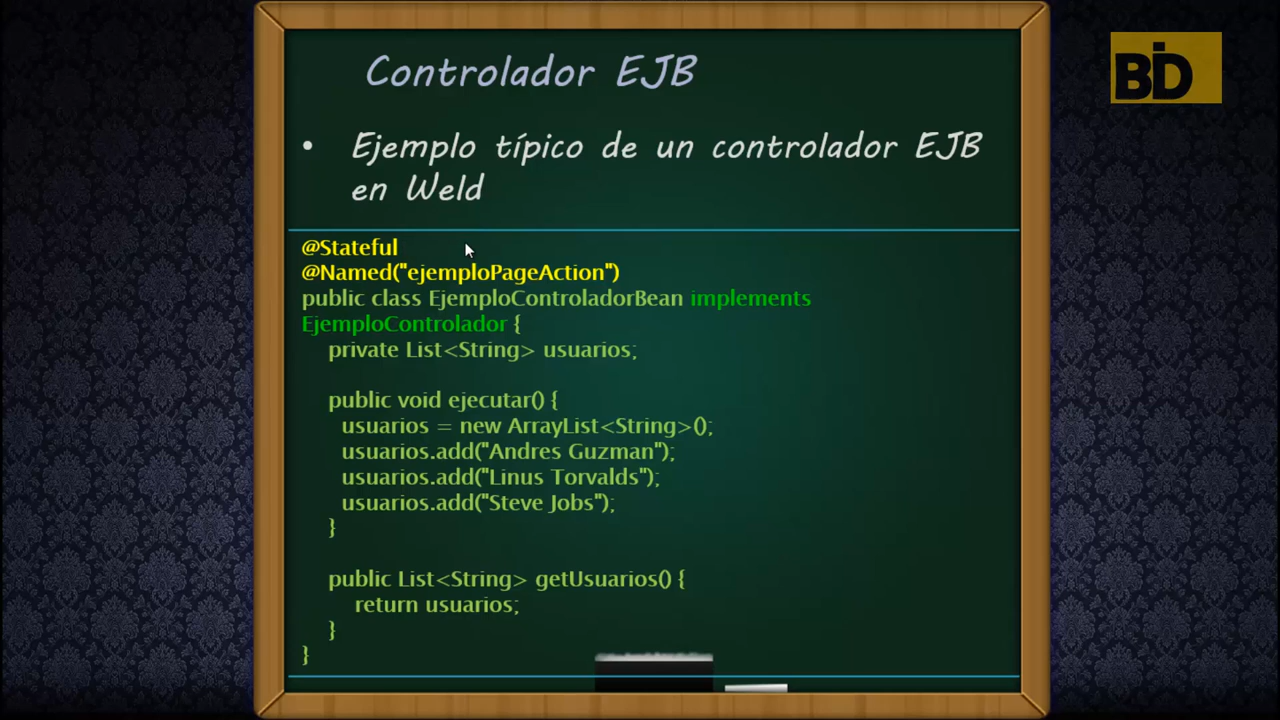 Controlador EJB
BID
• Ejemplo típico de un controlador EJB
en Weld
@Stateful
@Named("ejemploPageAction")
public class EjemploControladorBean implements
EjemploControlador {
private List<String> usuarios;
public void ejecutar() {
usuarios = new ArrayList<String>();
usuarios.add("Andres Guzman");
usuarios.add("Linus Torvalds");
usuarios.add("Steve Jobs");
}
public List<String> getUsuarios() {
return usuarios;
}
}